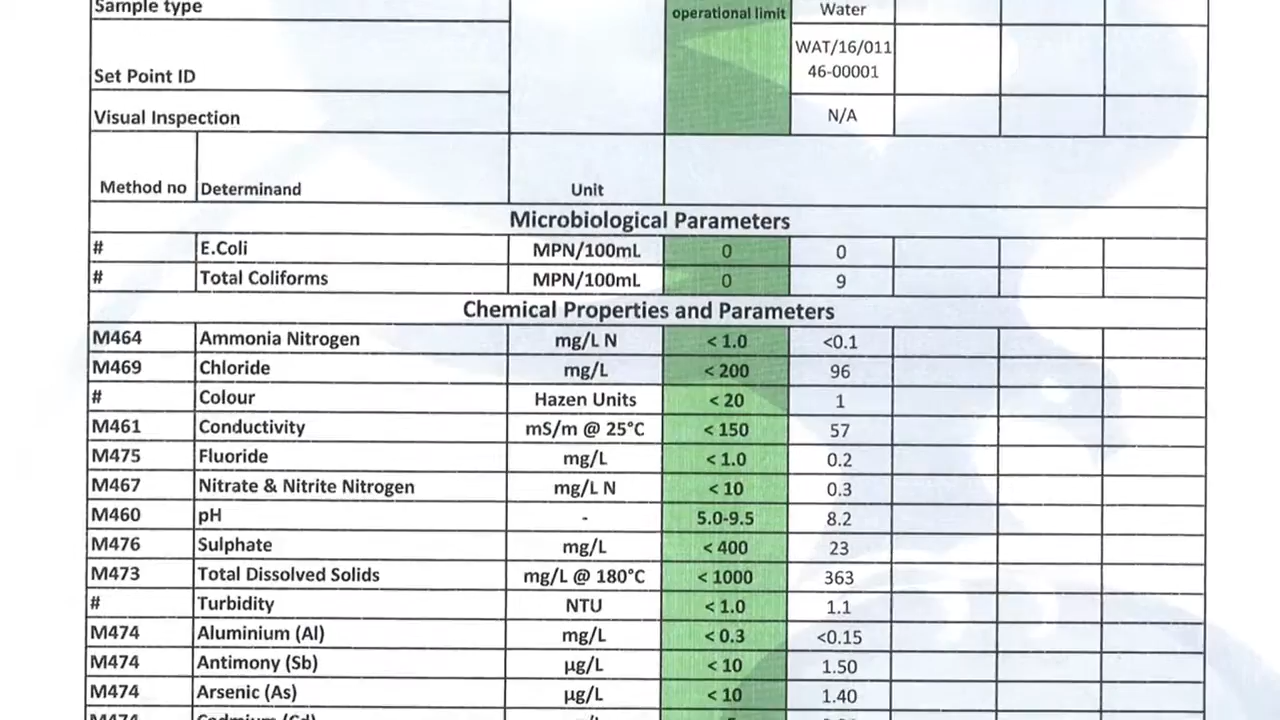 Sample type
operational limit
Water
Set Point ID
WAT/16/011
46-00001
Visual Inspection
N/A
Method no Determinand Unit
Microbiological Parameters
# E.Coli MPN/100mL 0 0
# Total Coliforms MPN/100mL 0 9
Chemical Properties and Parameters
M464 Ammonia Nitrogen mg/L N < 1.0 <0.1
M469 Chloride mg/L < 200 96
# Colour Hazen Units < 20 1
M461 Conductivity mS/m @ 25°C < 150 57
M475 Fluoride mg/L < 1.0 0.2
M467 Nitrate & Nitrite Nitrogen mg/L N < 10 0.3
M460 pH - 5.0-9.5 8.2
M476 Sulphate mg/L < 400 23
M473 Total Dissolved Solids mg/L @ 180°C < 1000 363
# Turbidity NTU < 1.0 1.1
M474 Aluminium (Al) mg/L < 0.3 <0.15
M474 Antimony (Sb) µg/L < 10 1.50
M474 Arsenic (As) µg/L < 10 1.40
M474 Cadmium (Cd)